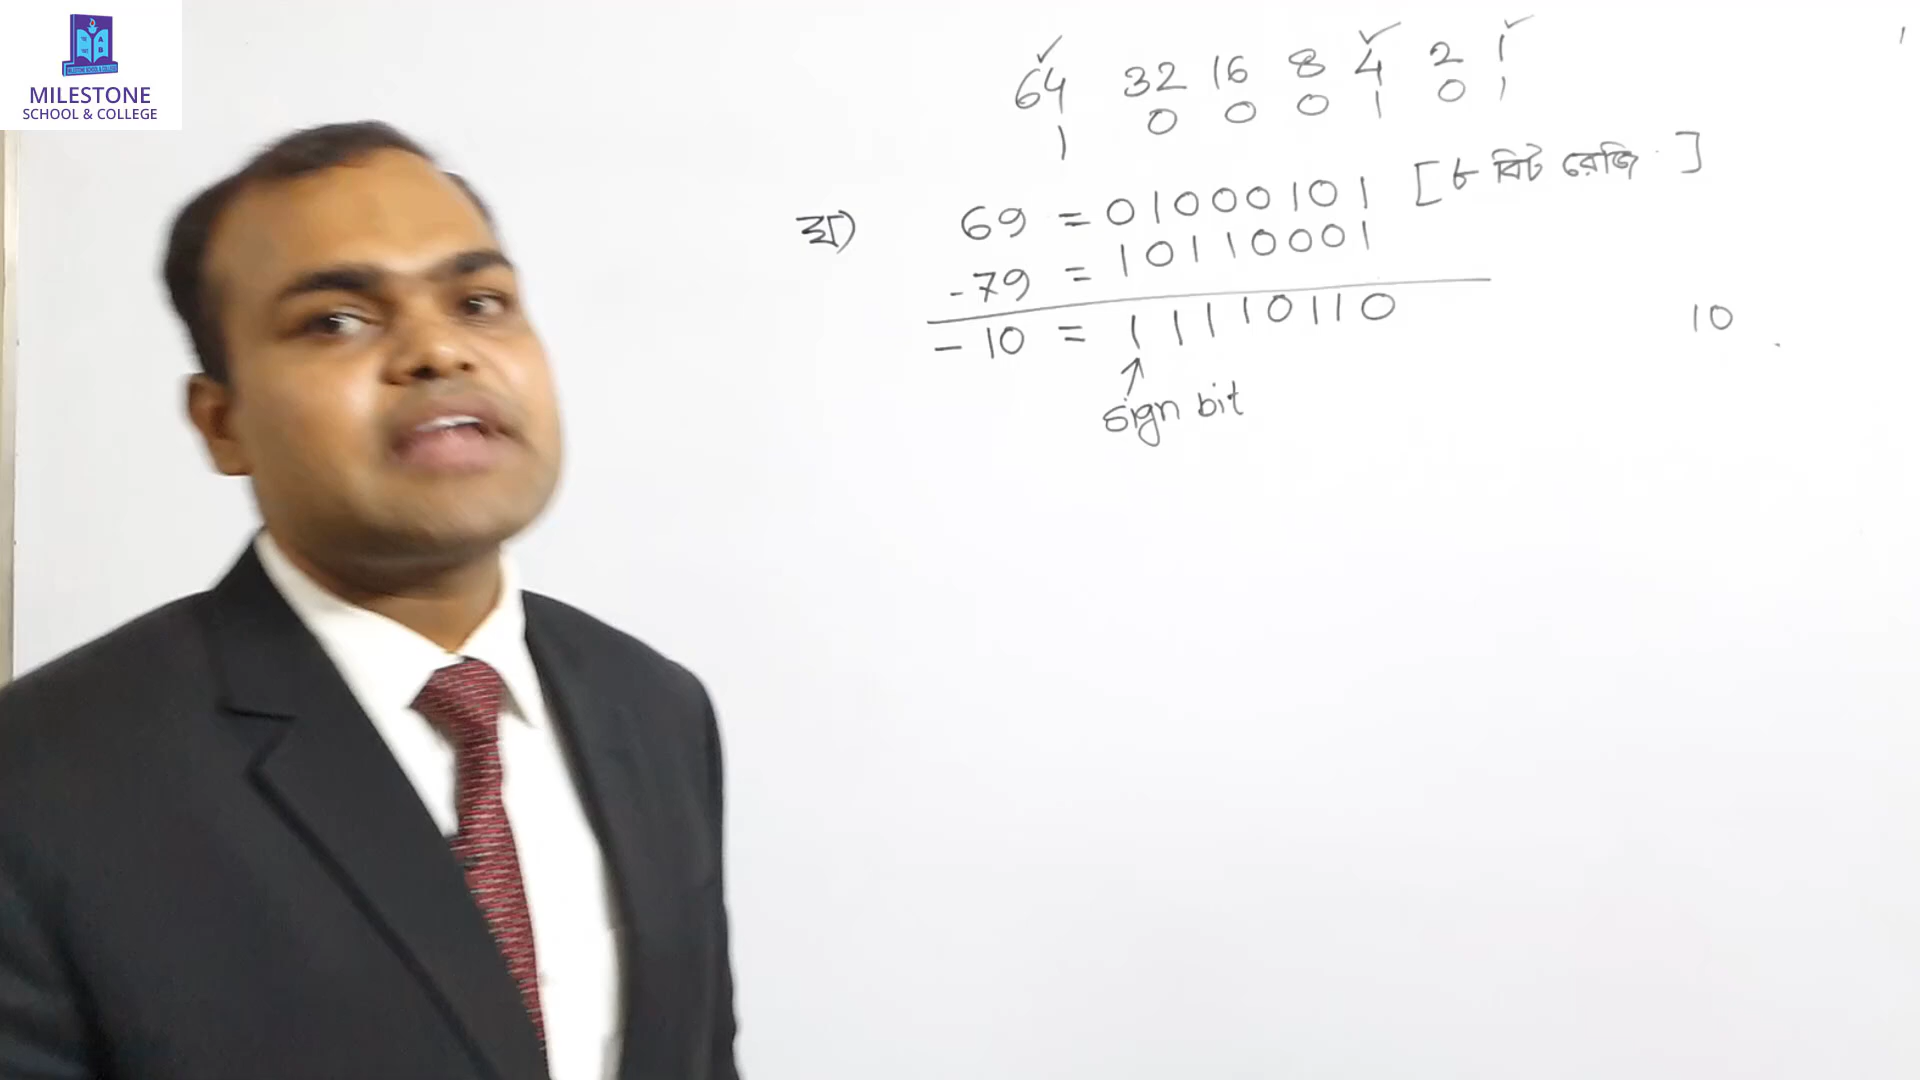 MILESTONE
SCHOOL & COLLEGE
64 32 16 8 4 2 1
1 0 0 0 1 0 1
ঘ) 69 = 01000101 [৮ বিট রেজি.]
-79 = 10110001
-10 = 11110110
10
sign bit